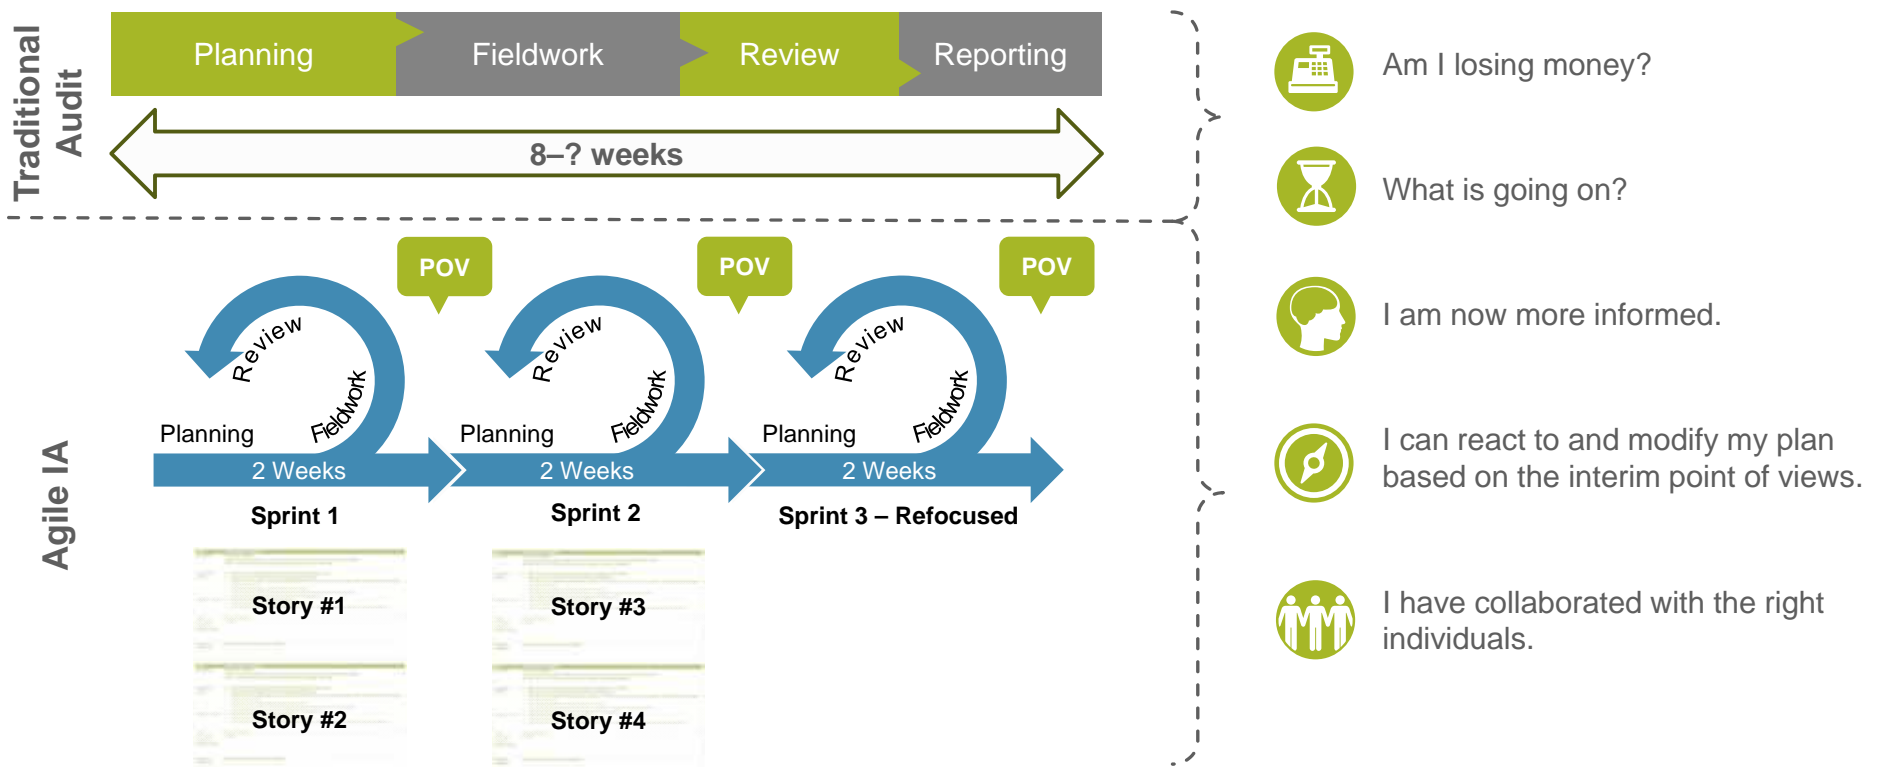 Traditional
Audit
Planning
Fieldwork
Review
Reporting
8–? weeks
Am I losing money?
What is going on?
I am now more informed.
I can react to and modify my plan
based on the interim point of views.
I have collaborated with the right
individuals.
Agile IA
POV
POV
POV
Review
Fieldwork
Planning
2 Weeks
Sprint 1
Review
Fieldwork
Planning
2 Weeks
Sprint 2
Review
Fieldwork
Planning
2 Weeks
Sprint 3 – Refocused
Story #1
Story #2
Story #3
Story #4